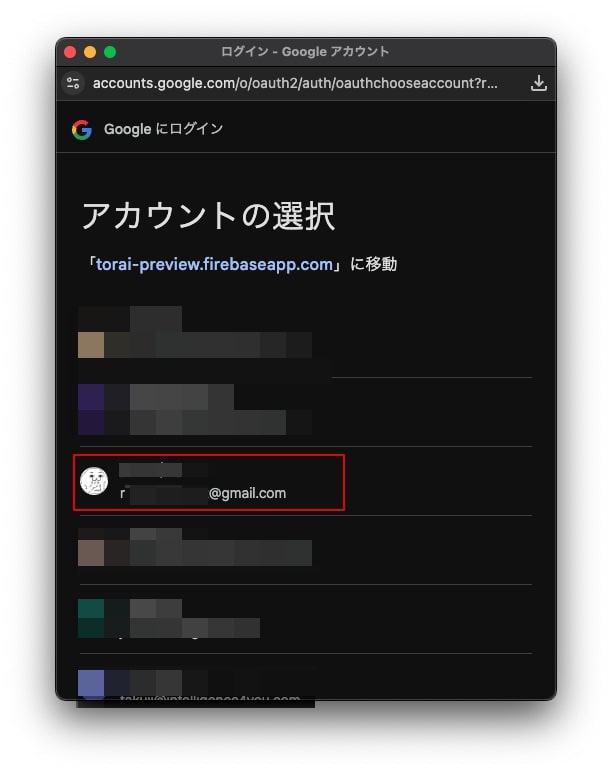 ログイン - Google アカウント
accounts.google.com/o/oauth2/auth/oauthchooseaccount?r...
Google にログイン
アカウントの選択
「torai-preview.firebaseapp.com」に移動
r
@gmail.com